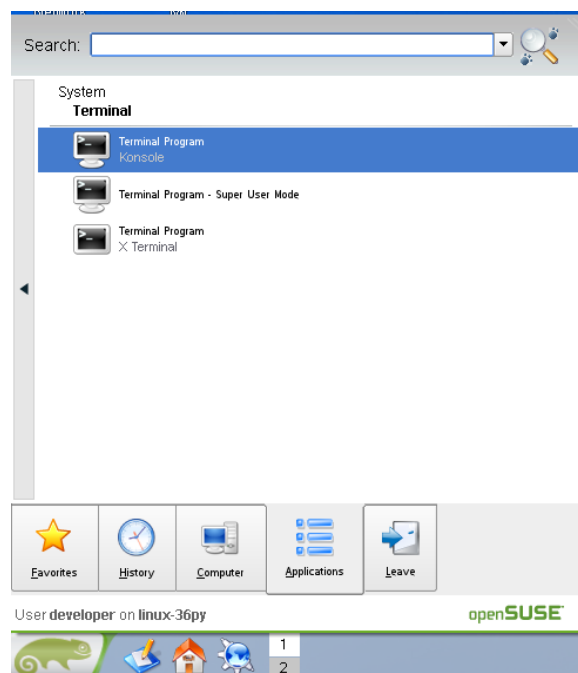 Search:
System
Terminal
Terminal Program
Konsole
Terminal Program - Super User Mode
Terminal Program
X Terminal
Favorites
History
Computer
Applications
Leave
User developer on linux-36py
openSUSE
1
2